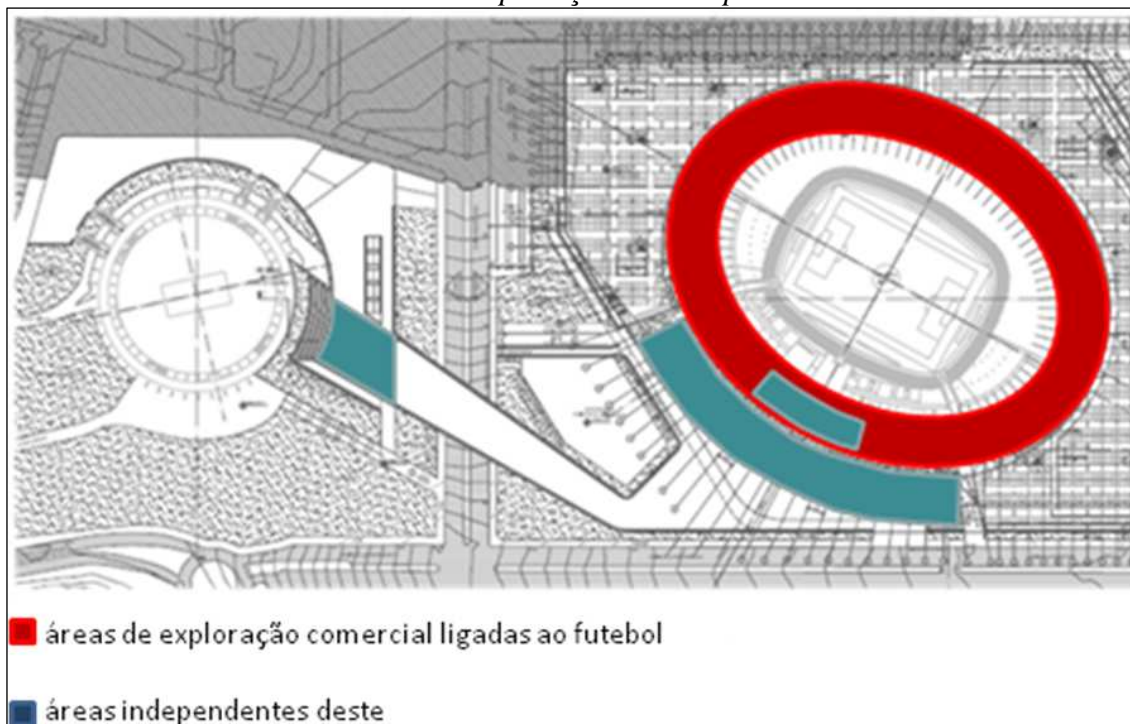 áreas de exploração comercial ligadas ao futebol
áreas independentes deste